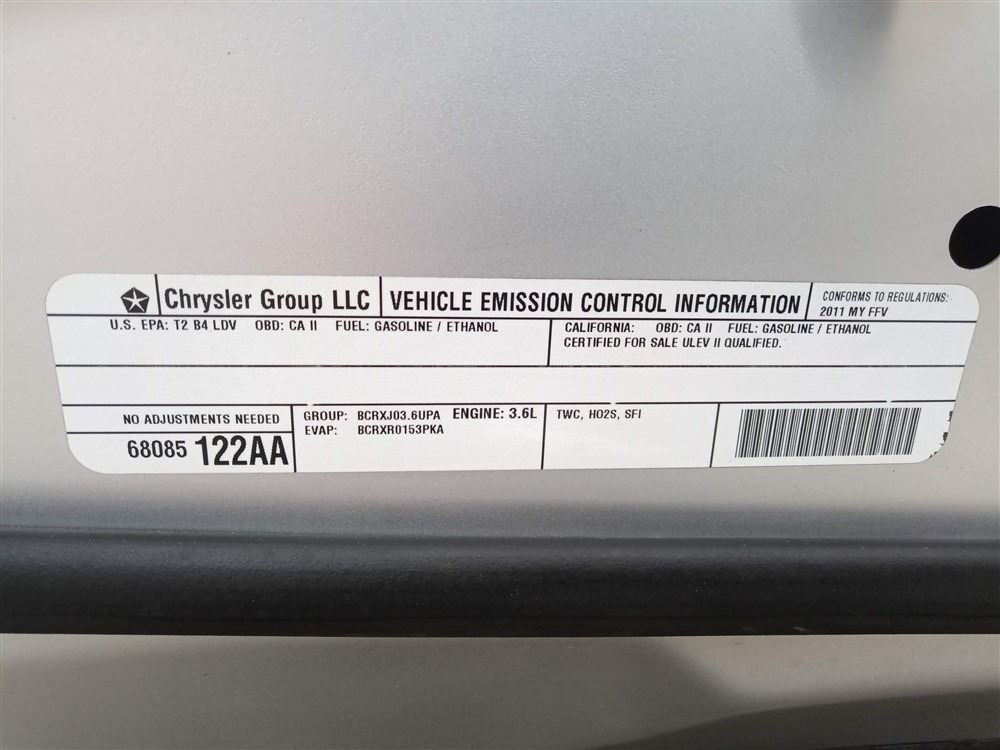 Chrysler Group LLC VEHICLE EMISSION CONTROL INFORMATION
CONFORMS TO REGULATIONS:
2011 MY FFV
U.S. EPA: T2 B4 LDV OBD: CA II FUEL: GASOLINE / ETHANOL
CALIFORNIA: OBD: CA II FUEL: GASOLINE / ETHANOL
CERTIFIED FOR SALE ULEV II QUALIFIED.
NO ADJUSTMENTS NEEDED
68085 122AA
GROUP: BCRXJ03.6UPA ENGINE: 3.6L
EVAP: BCRXR0153PKA
TWC, HO2S, SFI